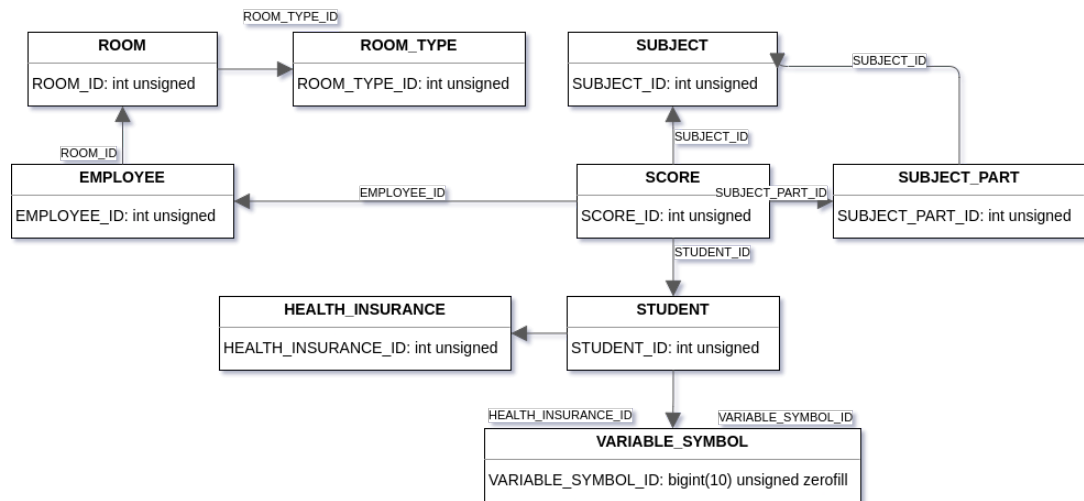 ROOM_TYPE_ID
ROOM
ROOM_ID: int unsigned
ROOM_TYPE
ROOM_TYPE_ID: int unsigned
SUBJECT
SUBJECT_ID: int unsigned
SUBJECT_ID
ROOM_ID
SUBJECT_ID
EMPLOYEE
EMPLOYEE_ID: int unsigned
EMPLOYEE_ID
SCORE
SCORE_ID: int unsigned
SUBJECT_PART_ID
SUBJECT_PART
SUBJECT_PART_ID: int unsigned
STUDENT_ID
HEALTH_INSURANCE
HEALTH_INSURANCE_ID: int unsigned
STUDENT
STUDENT_ID: int unsigned
HEALTH_INSURANCE_ID
VARIABLE_SYMBOL_ID
VARIABLE_SYMBOL
VARIABLE_SYMBOL_ID: bigint(10) unsigned zerofill